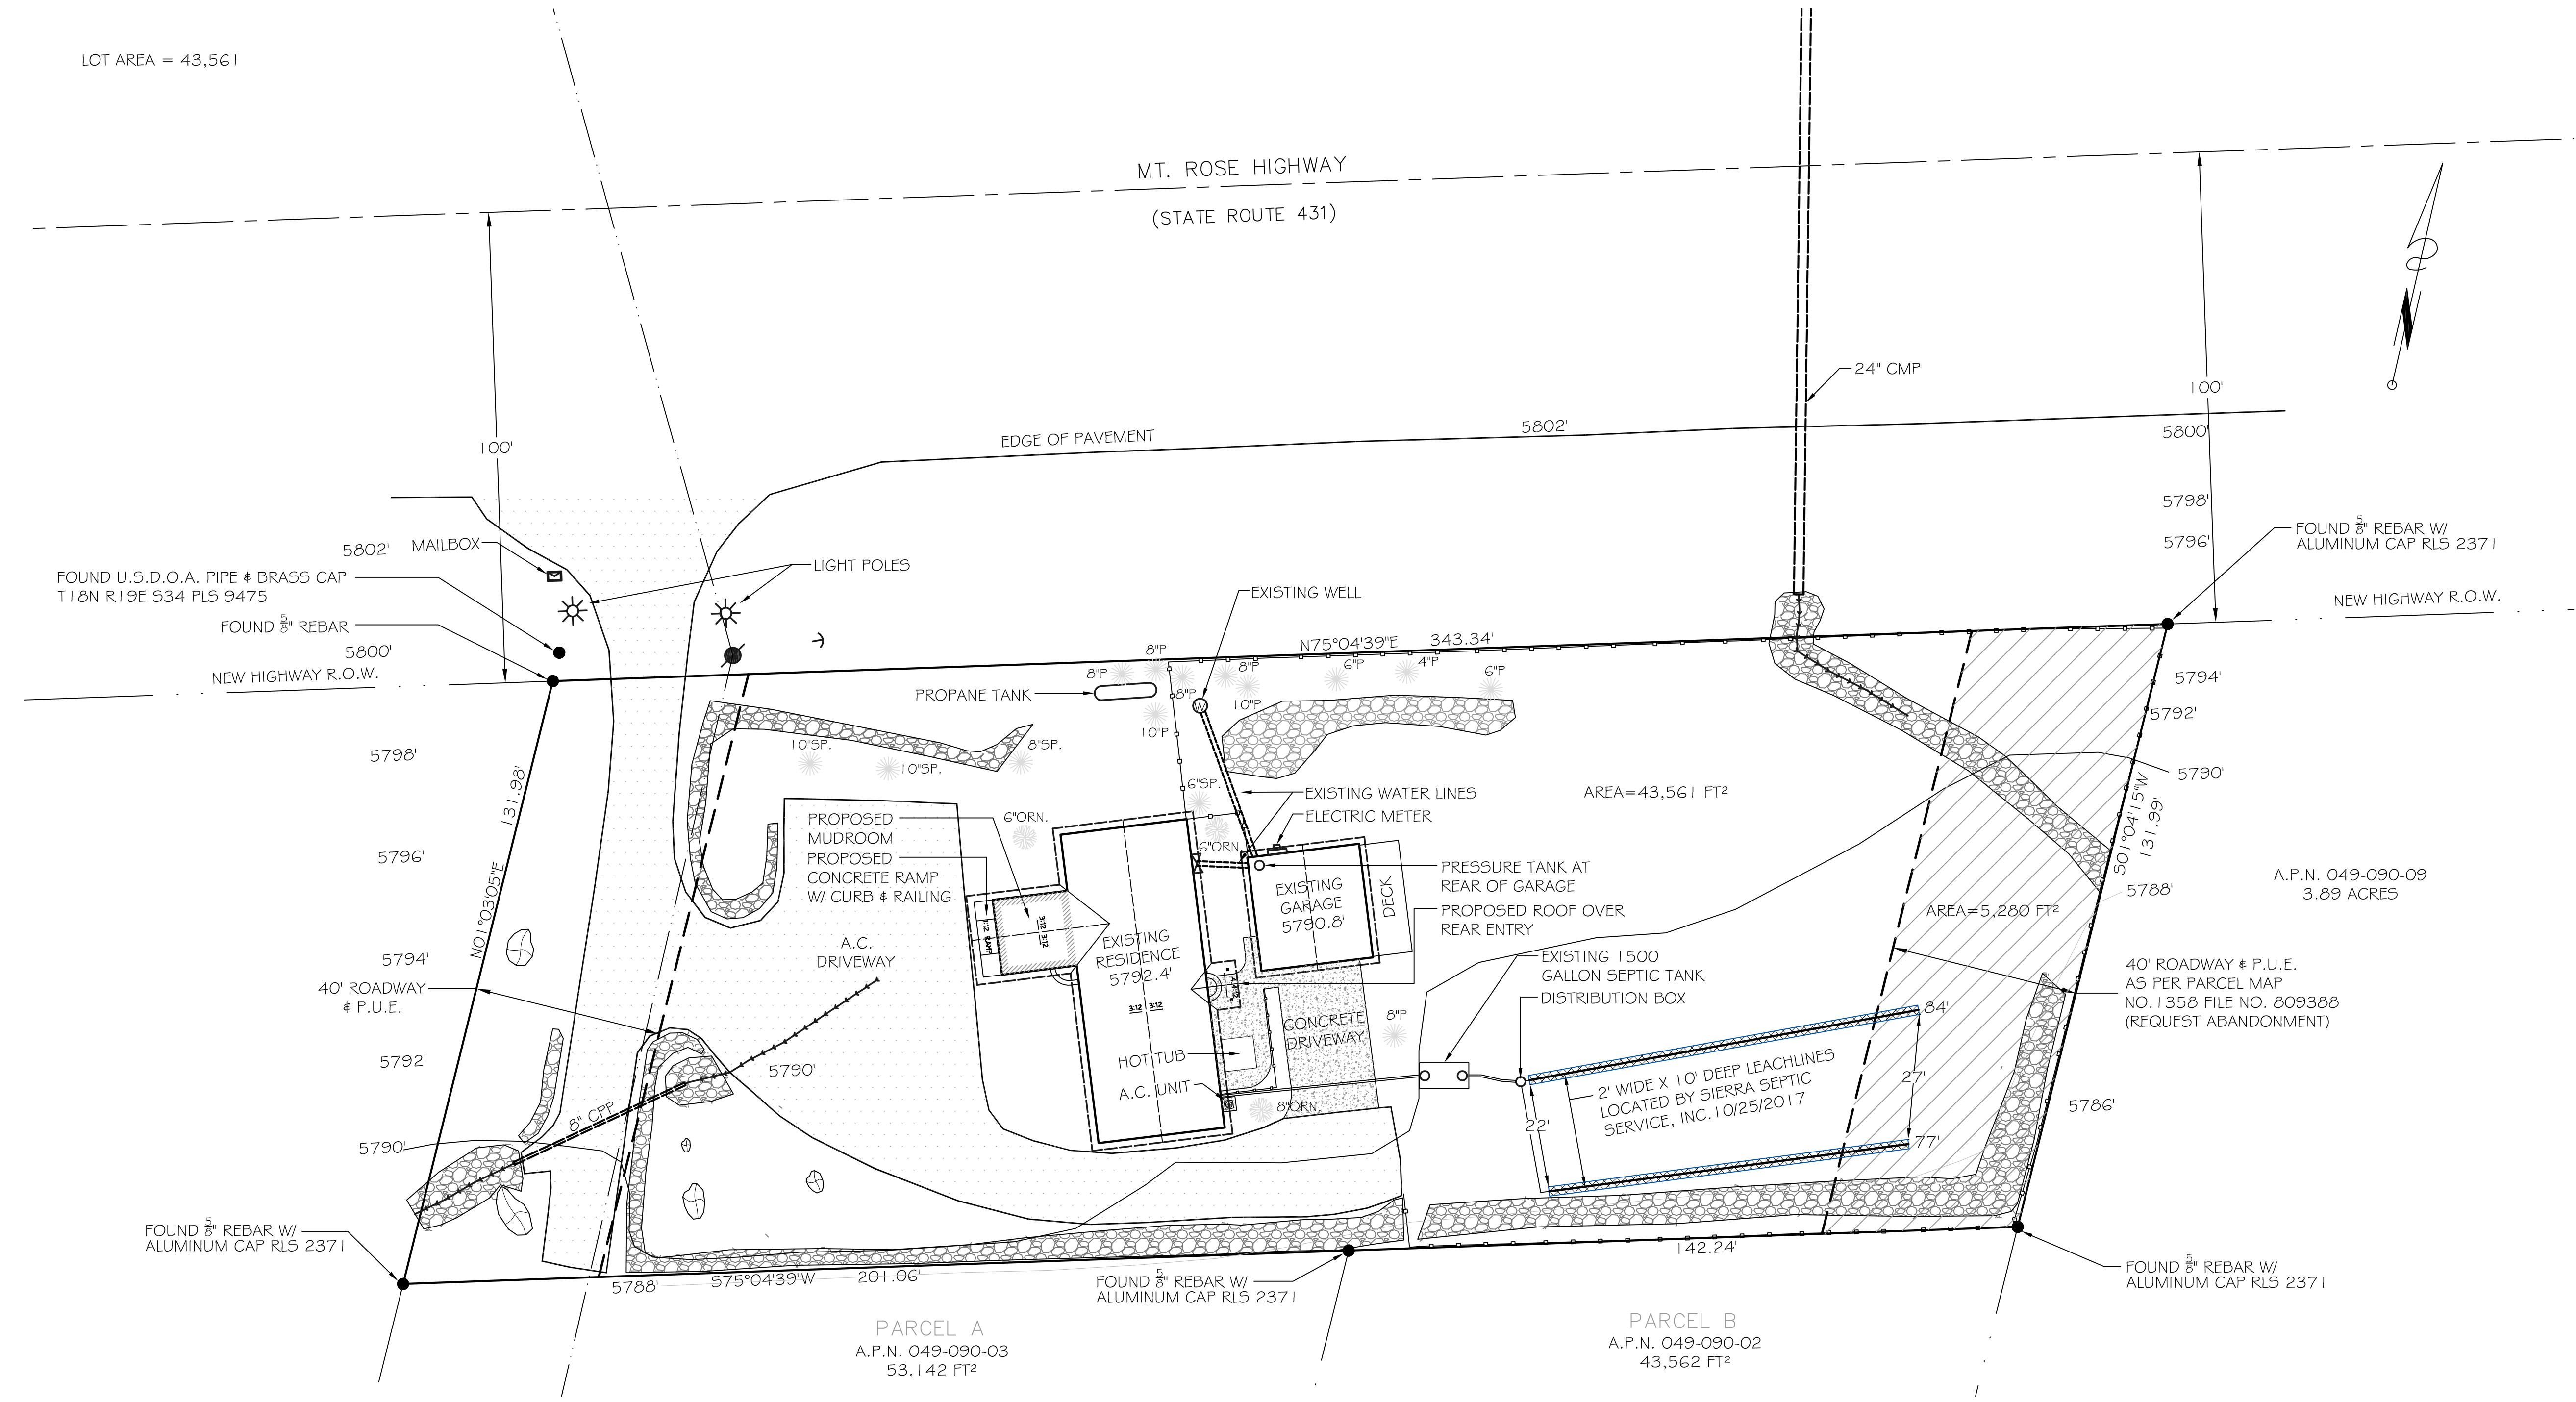 LOT AREA = 43,561
MT. ROSE HIGHWAY
(STATE ROUTE 431)
24" CMP
100'
100'
EDGE OF PAVEMENT
5802'
5800'
5798'
5796'
FOUND 5/8" REBAR W/
ALUMINUM CAP RLS 2371
NEW HIGHWAY R.O.W.
5802'
MAILBOX
LIGHT POLES
FOUND U.S.D.O.A. PIPE & BRASS CAP
T18N R19E S34 PLS 9475
FOUND 5/8" REBAR
5800'
NEW HIGHWAY R.O.W.
EXISTING WELL
N75°04'39"E 343.34'
8"P
8"P
8"P
8"P
6"P
4"P
6"P
10"P
10"P
PROPANE TANK
5794'
5792'
5790'
5788'
5786'
S01°04'15"W
131.99'
5798'
5796'
5794'
5792'
5790'
N01°03'05"E
131.98'
10"SP.
10"SP.
8"SP.
6"SP.
6"ORN.
6"ORN.
EXISTING WATER LINES
ELECTRIC METER
AREA=43,561 FT²
PROPOSED
MUDROOM
PROPOSED
CONCRETE RAMP
W/ CURB & RAILING
1:12 RAMP
3:12 3:12
PRESSURE TANK AT
REAR OF GARAGE
PROPOSED ROOF OVER
REAR ENTRY
EXISTING
GARAGE
5790.8'
DECK
A.P.N. 049-090-09
3.89 ACRES
AREA=5,280 FT²
A.C.
DRIVEWAY
EXISTING
RESIDENCE
5792.4'
3:12 3:12
EXISTING 1500
GALLON SEPTIC TANK
DISTRIBUTION BOX
40' ROADWAY
& P.U.E.
40' ROADWAY & P.U.E.
AS PER PARCEL MAP
NO.1358 FILE NO. 809388
(REQUEST ABANDONMENT)
CONCRETE
DRIVEWAY
8"P
84'
HOT TUB
A.C. UNIT
8"ORN.
5790'
8" CPP
2' WIDE X 10' DEEP LEACHLINES
LOCATED BY SIERRA SEPTIC
SERVICE, INC. 10/25/2017
27'
22'
77'
FOUND 5/8" REBAR W/
ALUMINUM CAP RLS 2371
5788'
S75°04'39"W 201.06'
142.24'
FOUND 5/8" REBAR W/
ALUMINUM CAP RLS 2371
FOUND 5/8" REBAR W/
ALUMINUM CAP RLS 2371
PARCEL A
A.P.N. 049-090-03
53,142 FT²
PARCEL B
A.P.N. 049-090-02
43,562 FT²